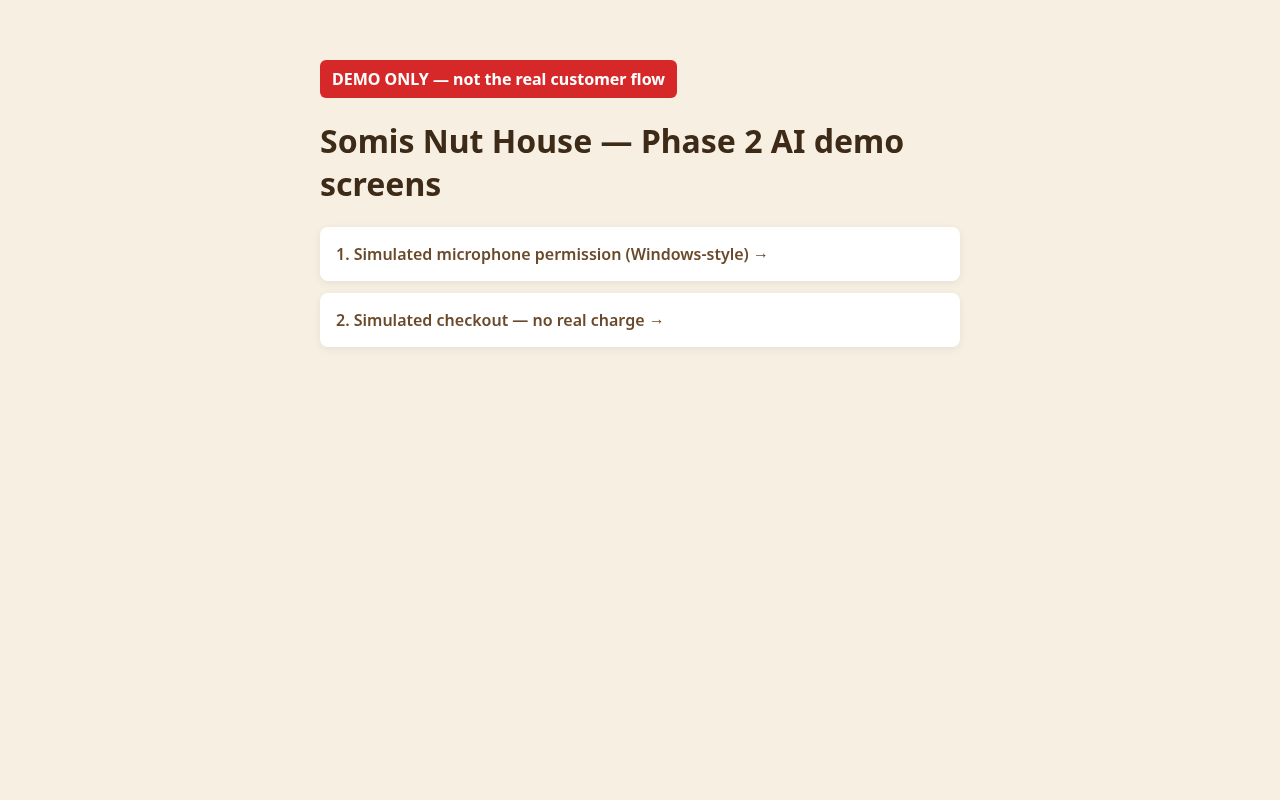 DEMO ONLY — not the real customer flow
Somis Nut House — Phase 2 AI demo
screens
1. Simulated microphone permission (Windows-style) →
2. Simulated checkout — no real charge →